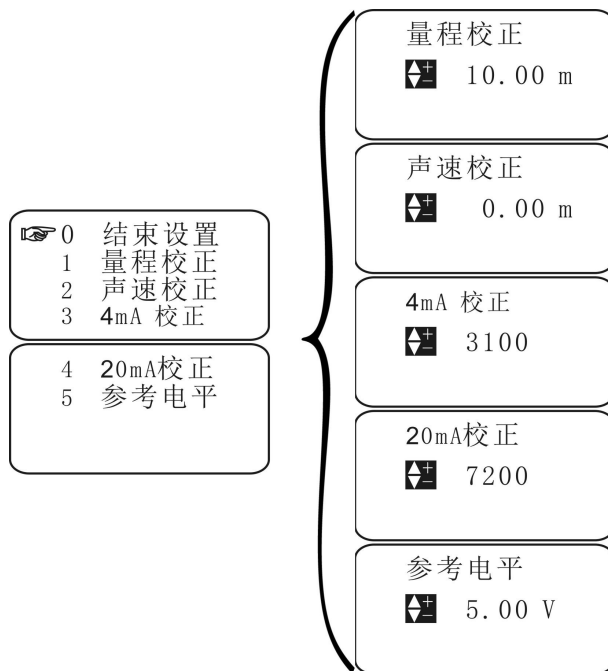 0 结束设置
1 量程校正
2 声速校正
3 4mA 校正
4 20mA校正
5 参考电平
量程校正
10.00 m
声速校正
0.00 m
4mA 校正
3100
20mA校正
7200
参考电平
5.00 V